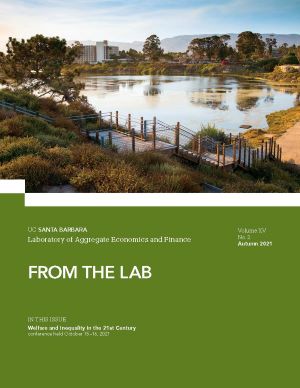 UC SANTA BARBARA
Laboratory of Aggregate Economics and Finance
Volume XV
No. 3
Autumn 2021
FROM THE LAB
IN THIS ISSUE
Welfare and Inequality in the 21st Century
conference held October 15-16, 2021